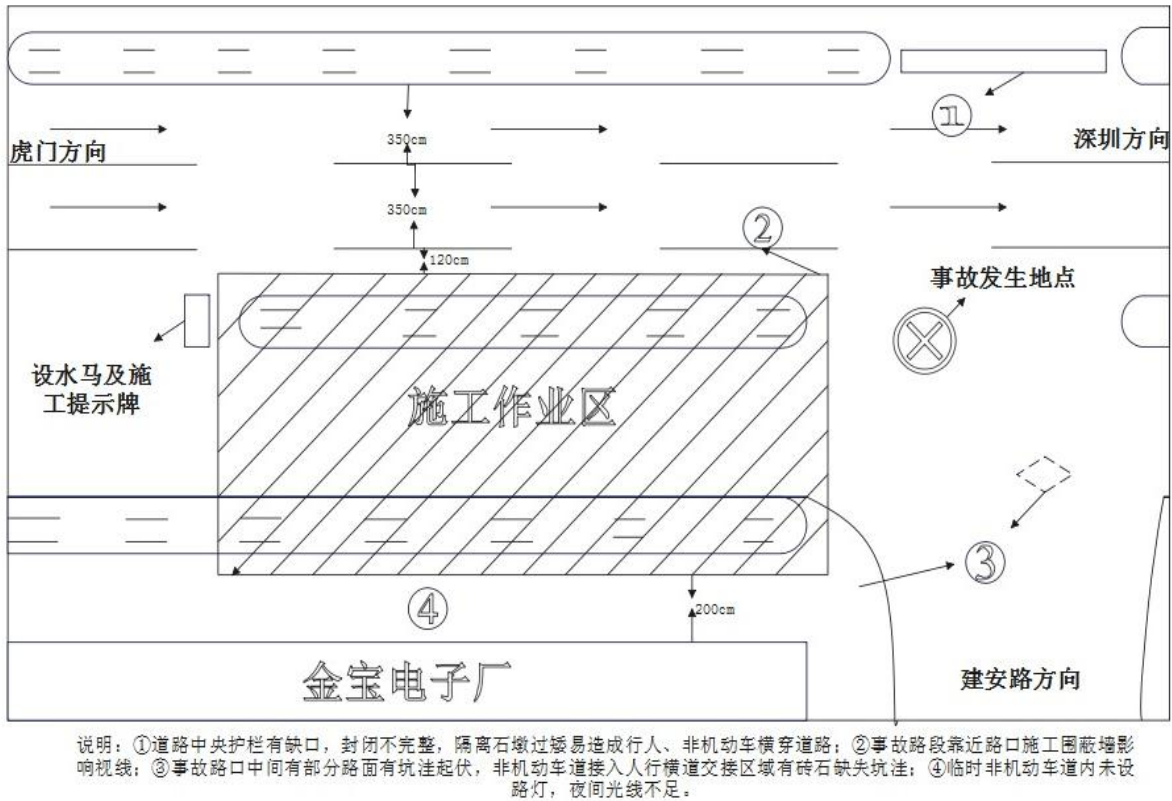 ①
虎门方向
350cm
深圳方向
350cm
②
120cm
事故发生地点
设水马及施
工提示牌
施工作业区
③
④
200cm
金宝电子厂
建安路方向
说明：①道路中央护栏有缺口，封闭不完整，隔离石墩过矮易造成行人、非机动车横穿道路；②事故路段靠近路口施工围蔽墙影
响视线；③事故路口中间有部分路面有坑洼起伏，非机动车道接入人行横道交接区域有砖石缺失坑洼；④临时非机动车道内未设
路灯，夜间光线不足。